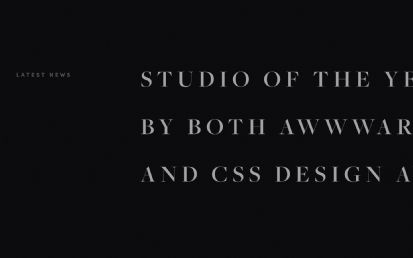 LATEST NEWS
STUDIO OF THE YE
BY BOTH AWWWAR
AND CSS DESIGN A